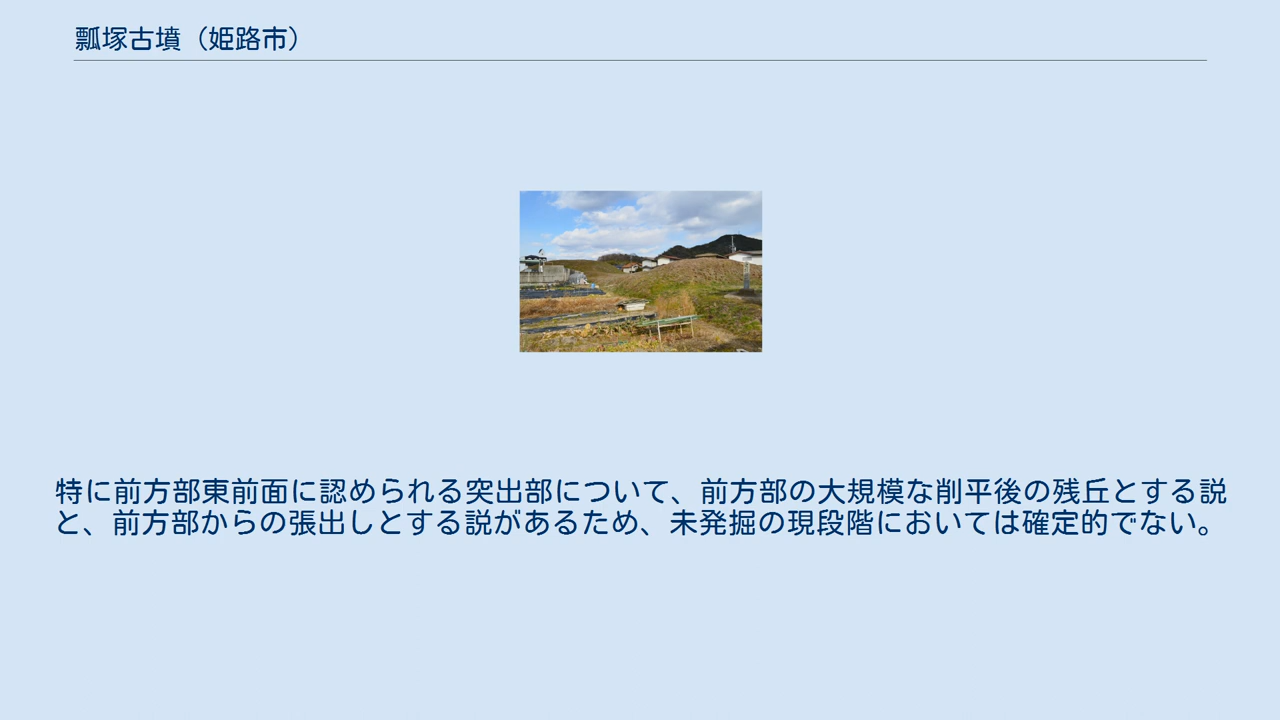 瓢塚古墳（姫路市）
特に前方部東前面に認められる突出部について、前方部の大規模な削平後の残丘とする説
と、前方部からの張出しとする説があるため、未発掘の現段階においては確定的でない。